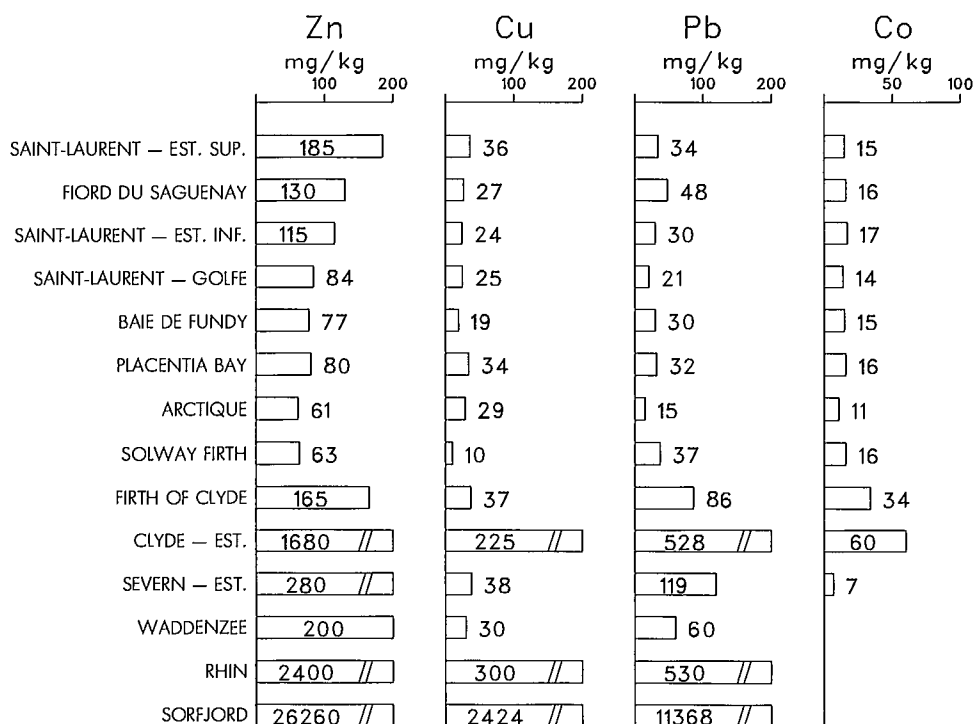 Zn Cu Pb Co
mg/kg mg/kg mg/kg mg/kg
100 200 100 200 100 200 50 100
SAINT-LAURENT — EST. SUP. 185 36 34 15
FIORD DU SAGUENAY 130 27 48 16
SAINT-LAURENT — EST. INF. 115 24 30 17
SAINT-LAURENT — GOLFE 84 25 21 14
BAIE DE FUNDY 77 19 30 15
PLACENTIA BAY 80 34 32 16
ARCTIQUE 61 29 15 11
SOLWAY FIRTH 63 10 37 16
FIRTH OF CLYDE 165 37 86 34
CLYDE — EST. 1680 // 225 // 528 // 60
SEVERN — EST. 280 // 38 119 7
WADDENZEE 200 30 60
RHIN 2400 // 300 // 530 //
SORFJORD 26260 // 2424 // 11368 //